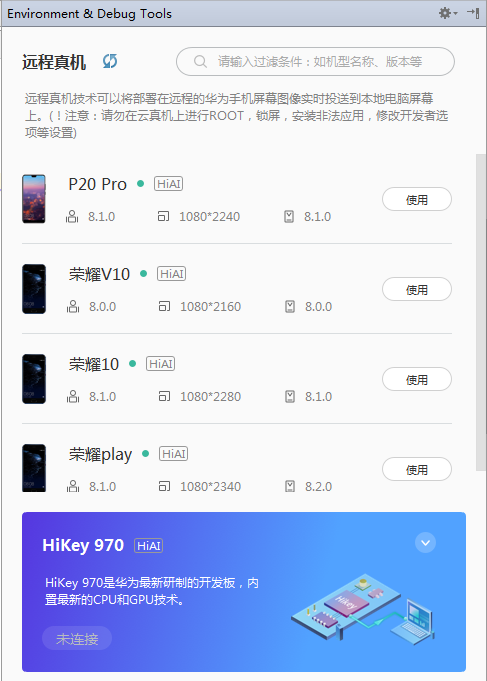 Environment & Debug Tools
远程真机
请输入过滤条件：如机型名称、版本等
远程真机技术可以将部署在远程的华为手机屏幕图像实时投送到本地电脑屏幕
上。(！注意：请勿在云真机上进行ROOT，锁屏，安装非法应用，修改开发者选
项等设置)
P20 Pro HiAI
8.1.0 1080*2240 8.1.0
使用
荣耀V10 HiAI
8.0.0 1080*2160 8.0.0
使用
荣耀10 HiAI
8.1.0 1080*2280 8.1.0
使用
荣耀play HiAI
8.1.0 1080*2340 8.2.0
使用
HiKey 970 HiAI
HiKey 970是华为最新研制的开发板，内
置最新的CPU和GPU技术。
HiKey
未连接